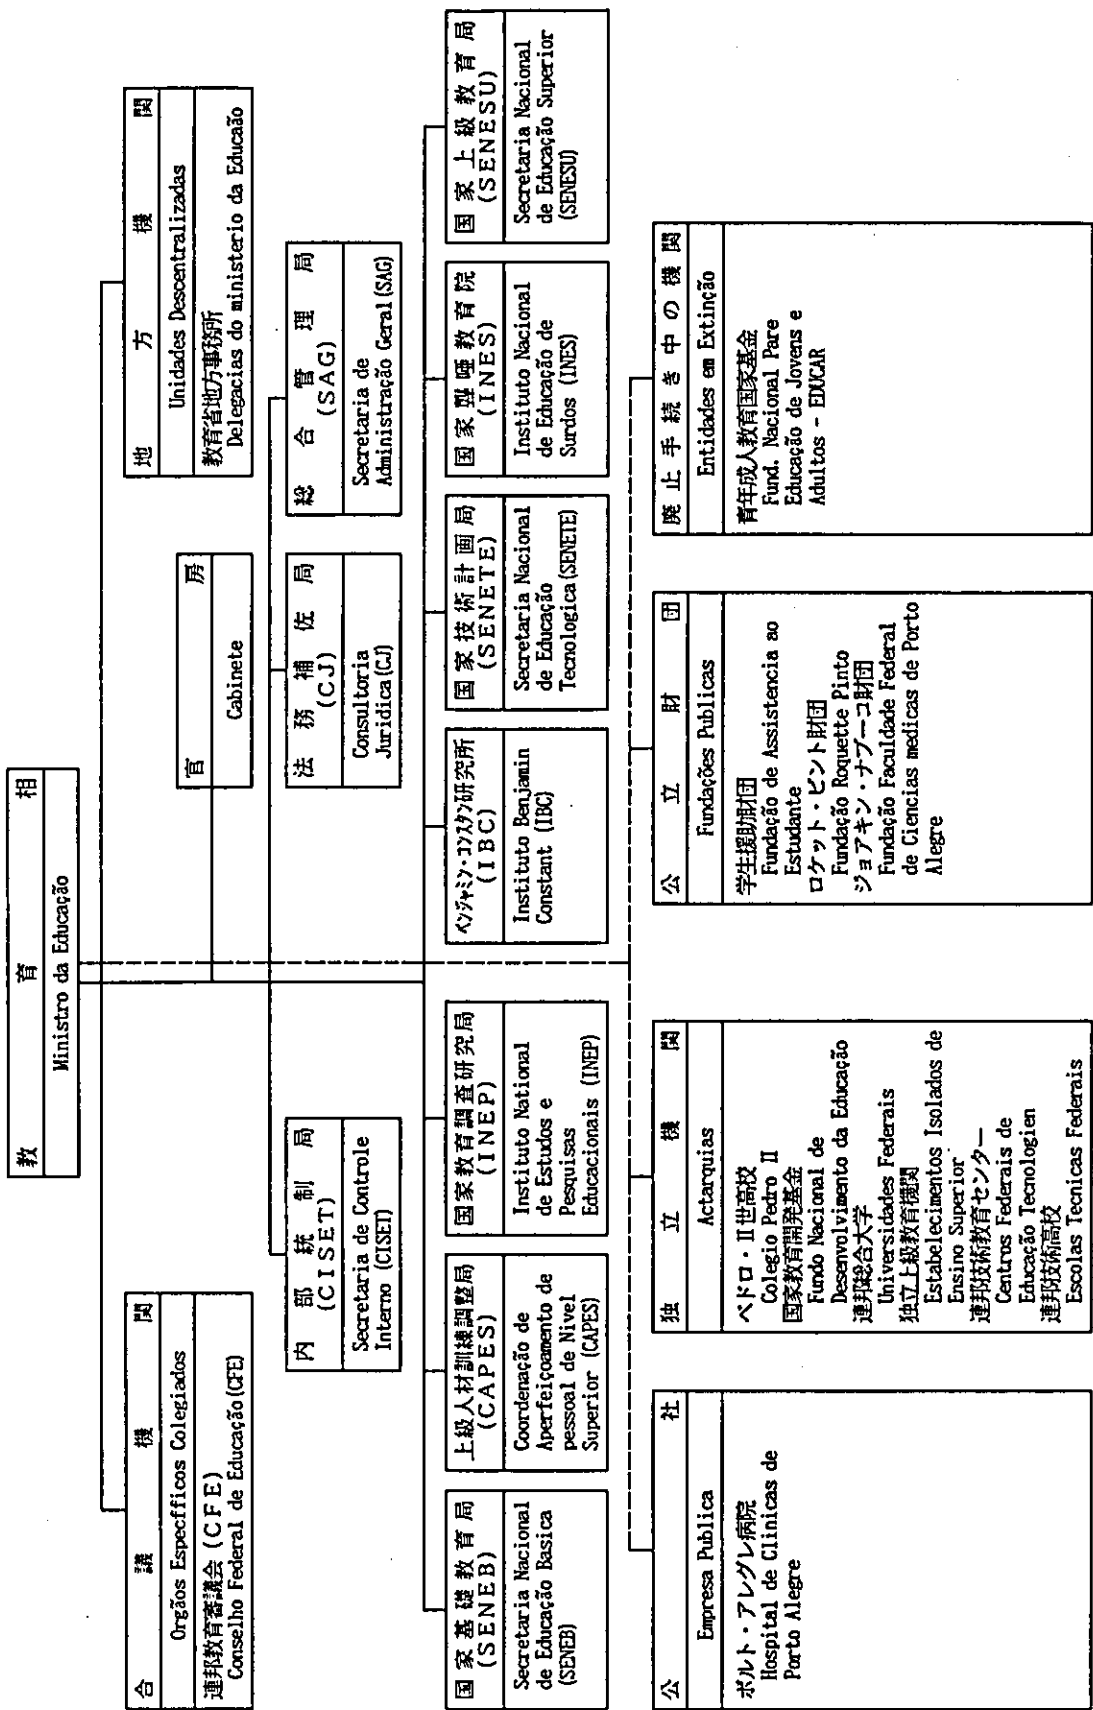 教育相
Ministro da Educação
合議機関
Orgãos Específicos Colegiados
連邦教育審議会 (CFE)
Conselho Federal de Educação(CFE)
官房
Cabinete
地方機関
Unidades Descentralizadas
教育省地方事務所
Delegacias do ministerio da Educaão
内部統制局
(CISET)
Secretaria de Controle
Interno (CISET)
法務補佐局
(CJ)
Consultoria
Juridica(CJ)
総合管理局
(SAG)
Secretaria de
Administração Geral(SAG)
国家基礎教育局
(SENEB)
Secretaria Nacional
de Educação Basica
(SENEB)
上級人材訓練調整局
(CAPES)
Coordenação de
Aperfeiçoamento de
pessoal de Nivel
Superior (CAPES)
国家教育調査研究局
(INEP)
Instituto National
de Estudos e
Pesquisas
Educacionais (INEP)
ベンジャミン・コンスタン研究所
(IBC)
Instituto Benjamin
Constant (IBC)
国家技術計画局
(SENETE)
Secretaria Nacional
de Educação
Tecnologica(SENETE)
国家聾唖教育院
(INES)
Instituto Nacional
de Educação de
Surdos (INES)
国家上級教育局
(SENESU)
Secretaria Nacional
de Educação Superior
(SENESU)
公社
Empresa Publica
ポルト・アレグレ病院
Hospital de Clinicas de
Porto Alegre
独立機関
Actarquias
ペドロ・II世高校
Colegio Pedro II
国家教育開発基金
Fundo Nacional de
Desenvolvimento da Educação
連邦総合大学
Universidades Federais
独立上級教育機関
Estabelecimentos Isolados de
Ensino Superior
連邦技術教育センター
Centros Federais de
Educação Tecnologien
連邦技術高校
Escolas Tecnicas Federais
公立財団
Fundações Publicas
学生援助財団
Fundação de Assistencia ao
Estudante
ロケット・ピント財団
Fundação Roquette Pinto
ジョアキン・ナブーコ財団
Fundação Faculdade Federal
de Ciencias medicas de Porto
Alegre
廃止手続き中の機関
Entidades em Extinção
青年成人教育国家基金
Fund. Nacional Pare
Educação de Jovens e
Adultos - EDUCAR